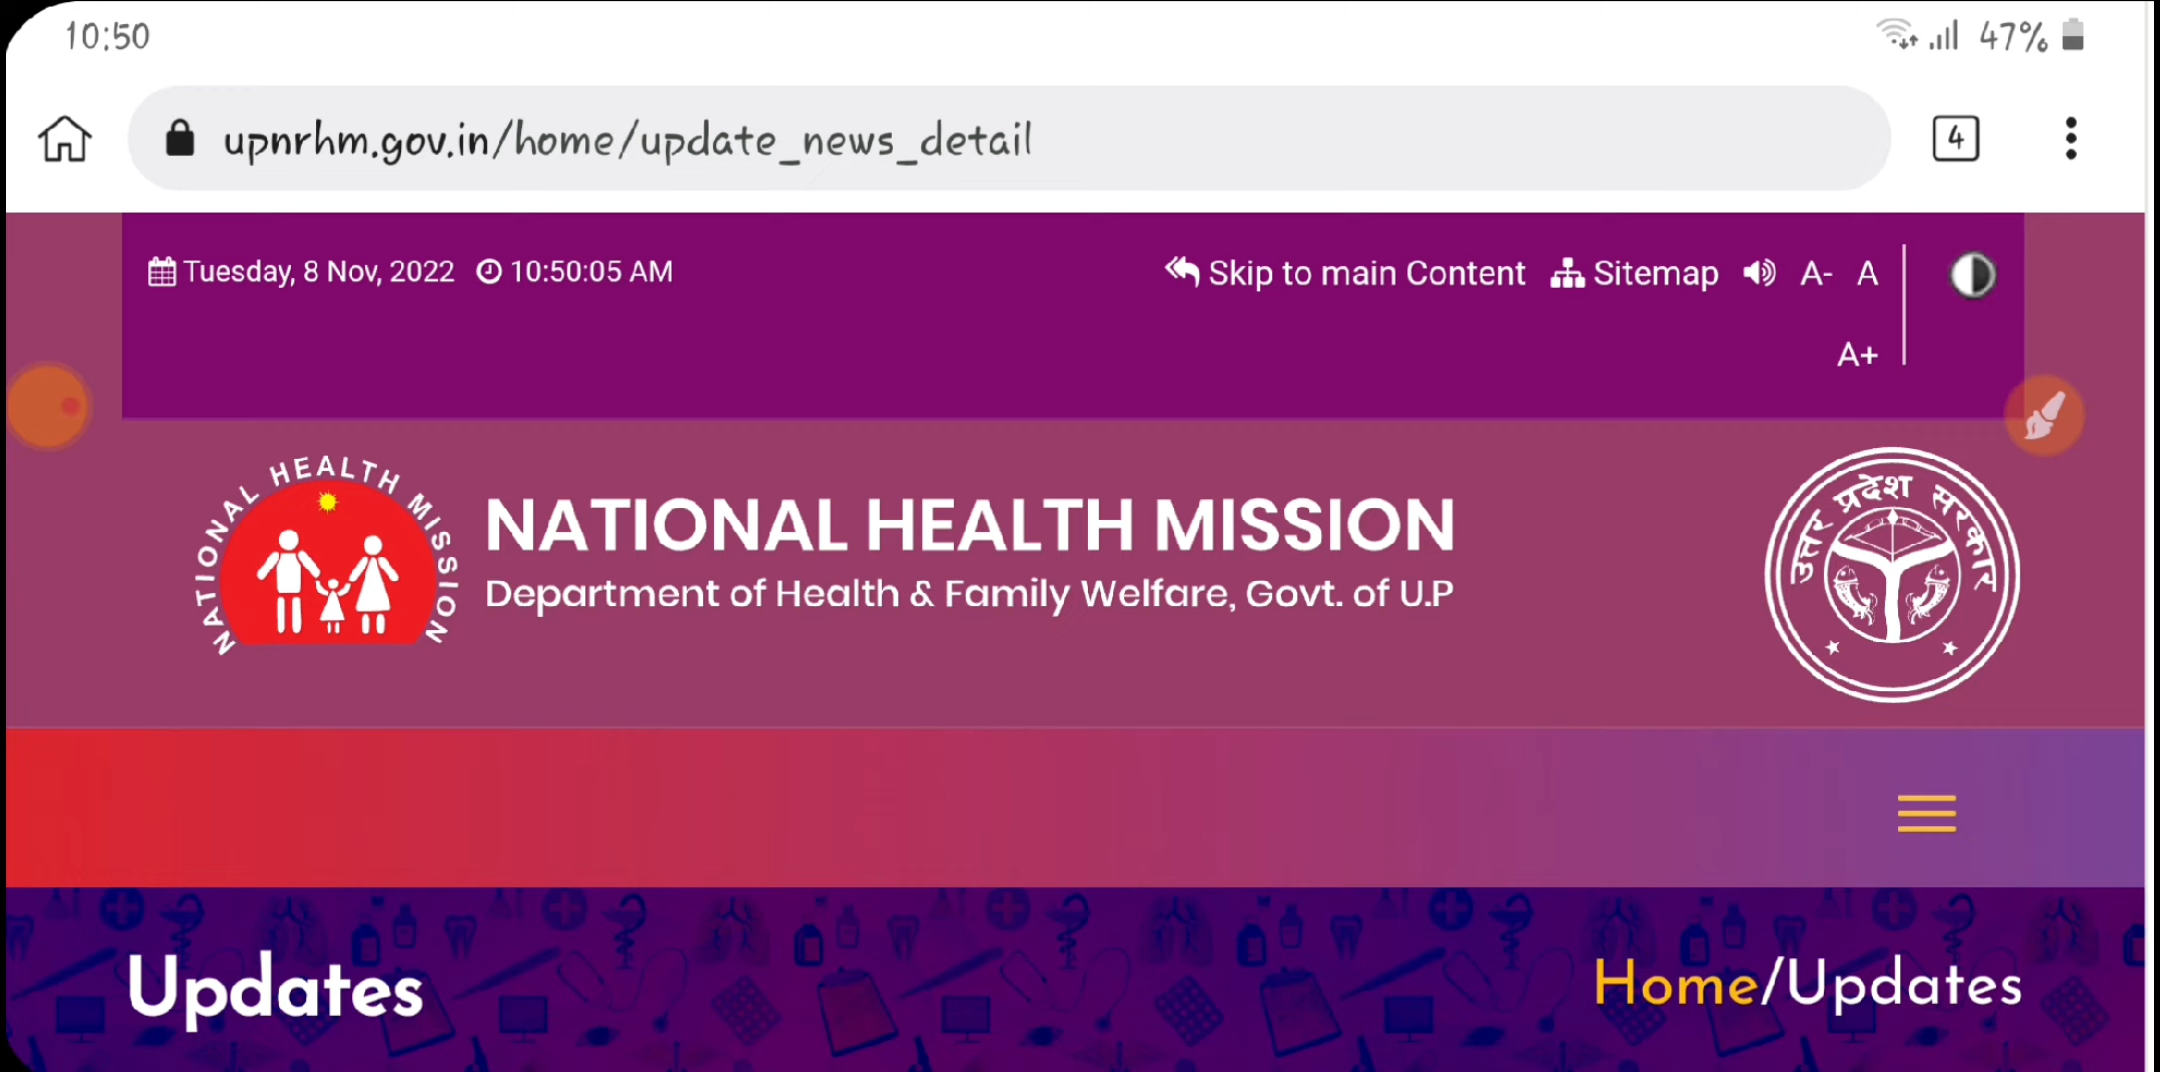 10:50
47%
upnrhm.gov.in/home/update_news_detail
4
Tuesday, 8 Nov, 2022 10:50:05 AM
Skip to main Content Sitemap A- A
A+
NATIONAL HEALTH MISSION
NATIONAL HEALTH MISSION
Department of Health & Family Welfare, Govt. of U.P
उत्तर प्रदेश सरकार
Updates
Home/Updates